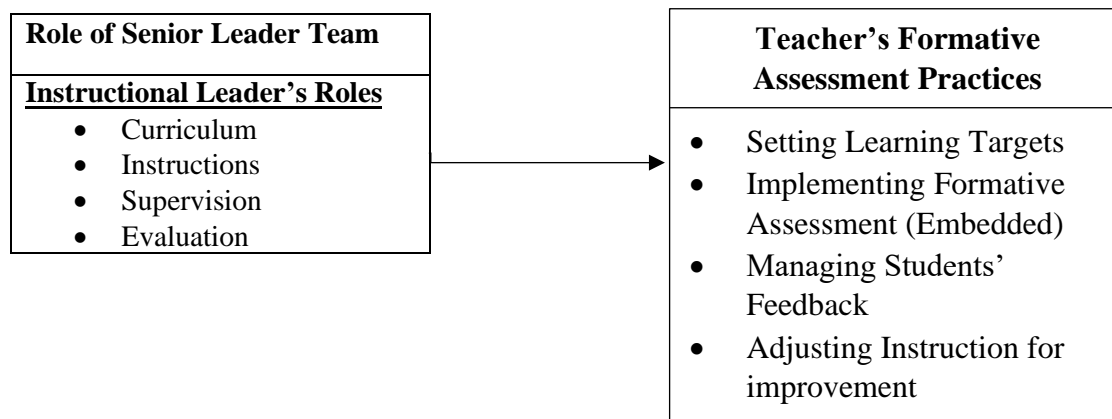 Role of Senior Leader Team
Instructional Leader’s Roles
• Curriculum
• Instructions
• Supervision
• Evaluation
Teacher’s Formative
Assessment Practices
• Setting Learning Targets
• Implementing Formative
Assessment (Embedded)
• Managing Students’
Feedback
• Adjusting Instruction for
improvement